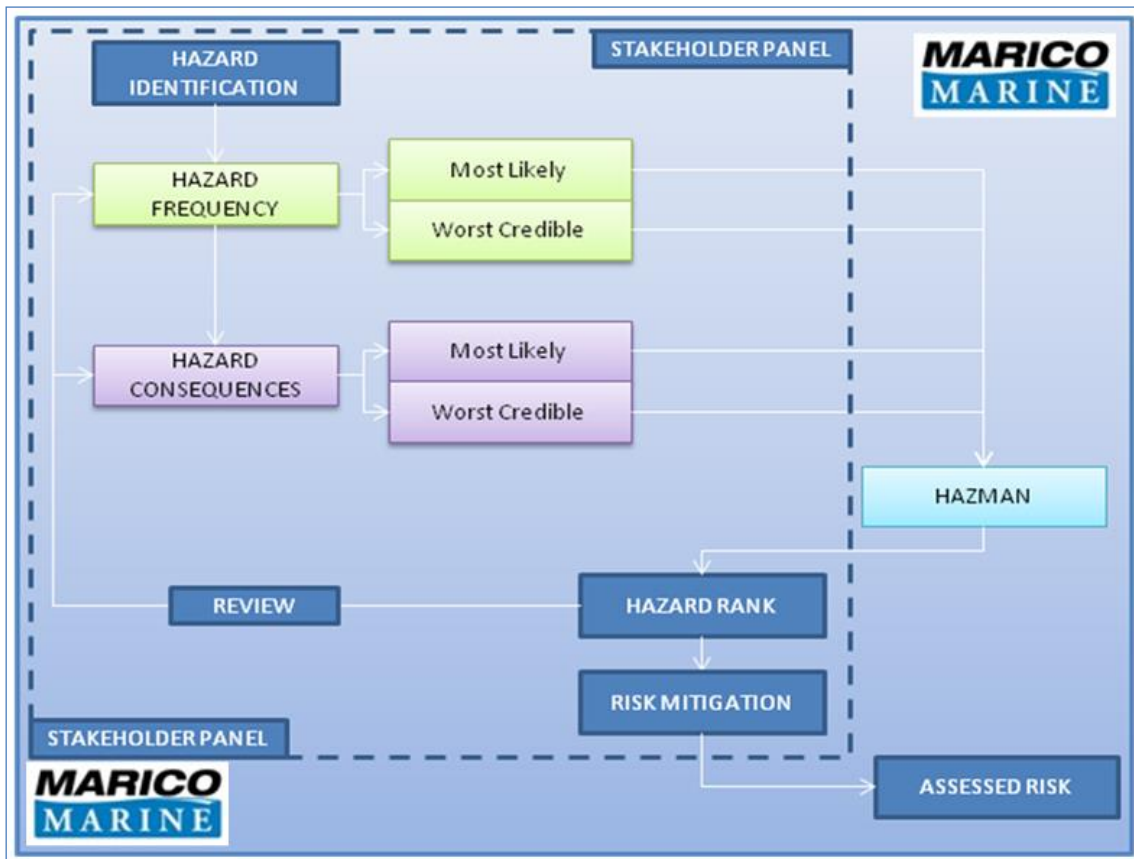 STAKEHOLDER PANEL
MARICO
MARINE
HAZARD
IDENTIFICATION
HAZARD
FREQUENCY
Most Likely
Worst Credible
HAZARD
CONSEQUENCES
Most Likely
Worst Credible
HAZMAN
REVIEW
HAZARD RANK
RISK MITIGATION
STAKEHOLDER PANEL
ASSESSED RISK
MARICO
MARINE